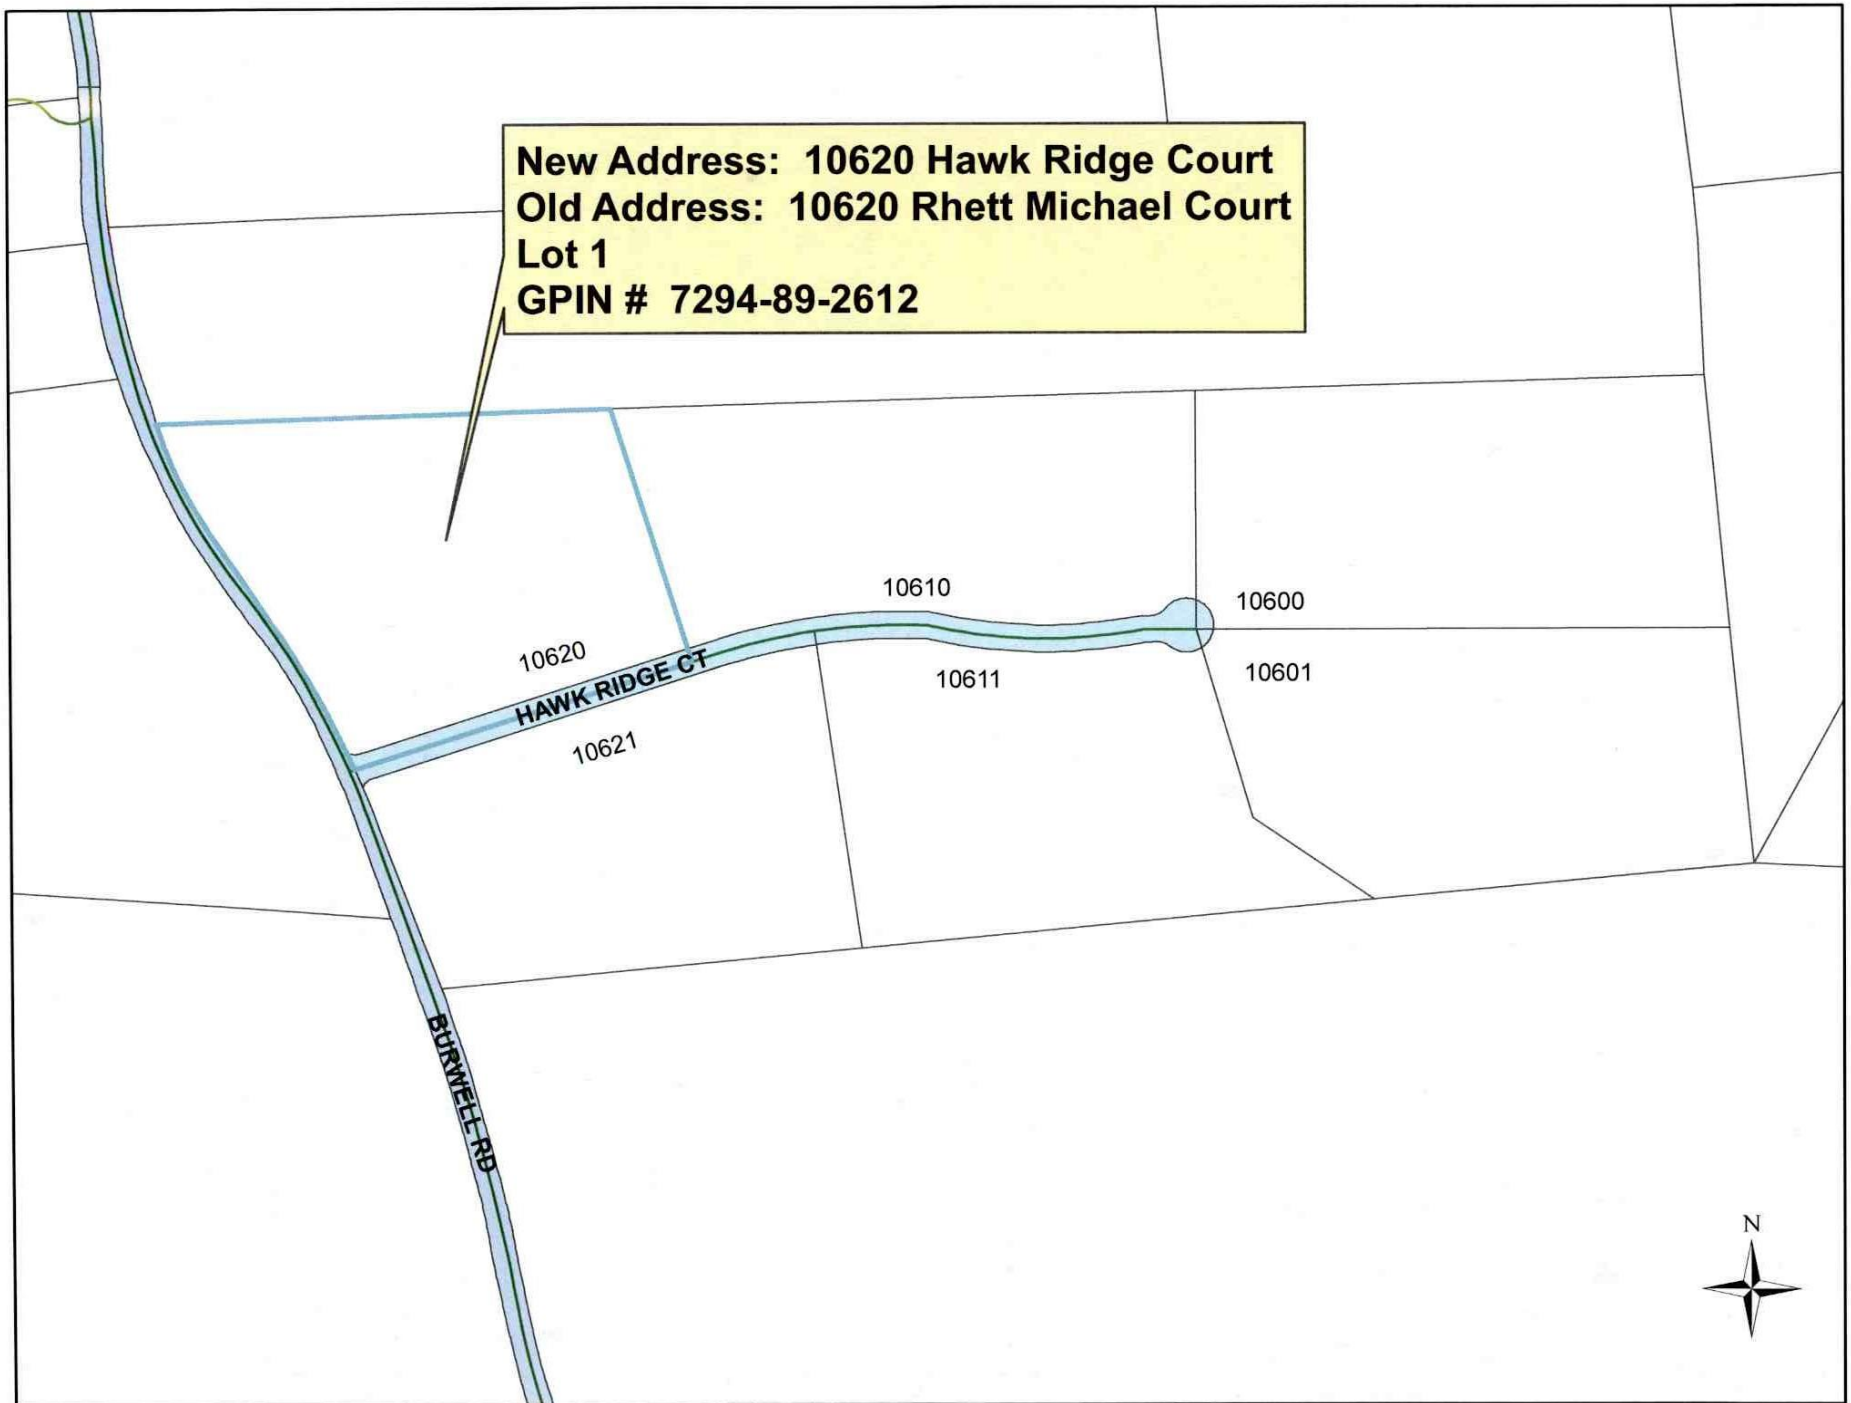 New Address: 10620 Hawk Ridge Court
Old Address: 10620 Rhett Michael Court
Lot 1
GPIN # 7294-89-2612
10610
10600
10620
HAWK RIDGE CT
10611
10601
10621
BURWELL RD
N